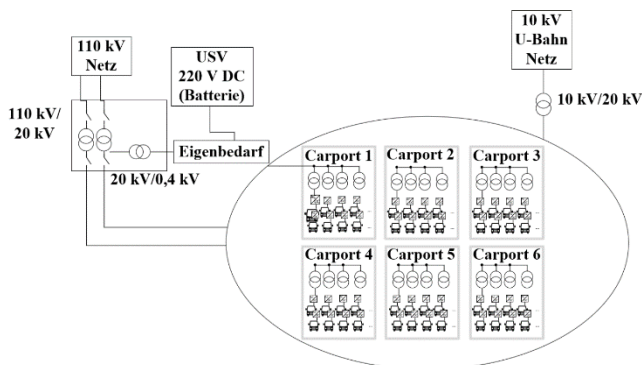 110 kV
Netz
USV
220 V DC
(Batterie)
10 kV
U-Bahn
Netz
110 kV/
20 kV
10 kV/20 kV
Eigenbedarf
20 kV/0,4 kV
Carport 1
Carport 2
Carport 3
Carport 4
Carport 5
Carport 6